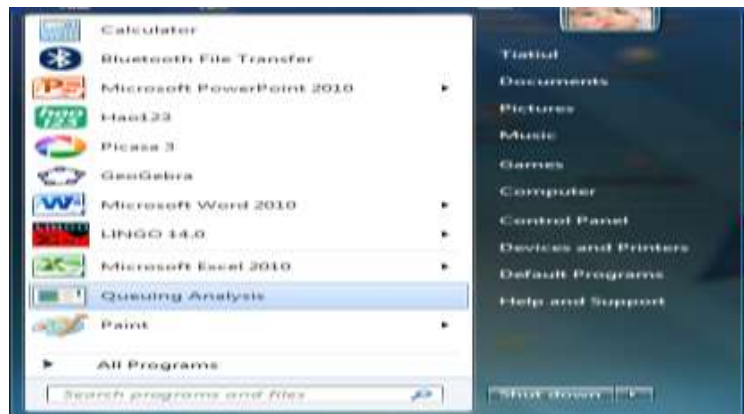 Calculator
Bluetooth File Transfer
Microsoft PowerPoint 2010
Hao123
Picasa 3
GeoGebra
Microsoft Word 2010
LINGO 14.0
Microsoft Excel 2010
Queuing Analysis
Paint
All Programs
Search programs and files
Tiatiul
Documents
Pictures
Music
Games
Computer
Control Panel
Devices and Printers
Default Programs
Help and Support
Shut down